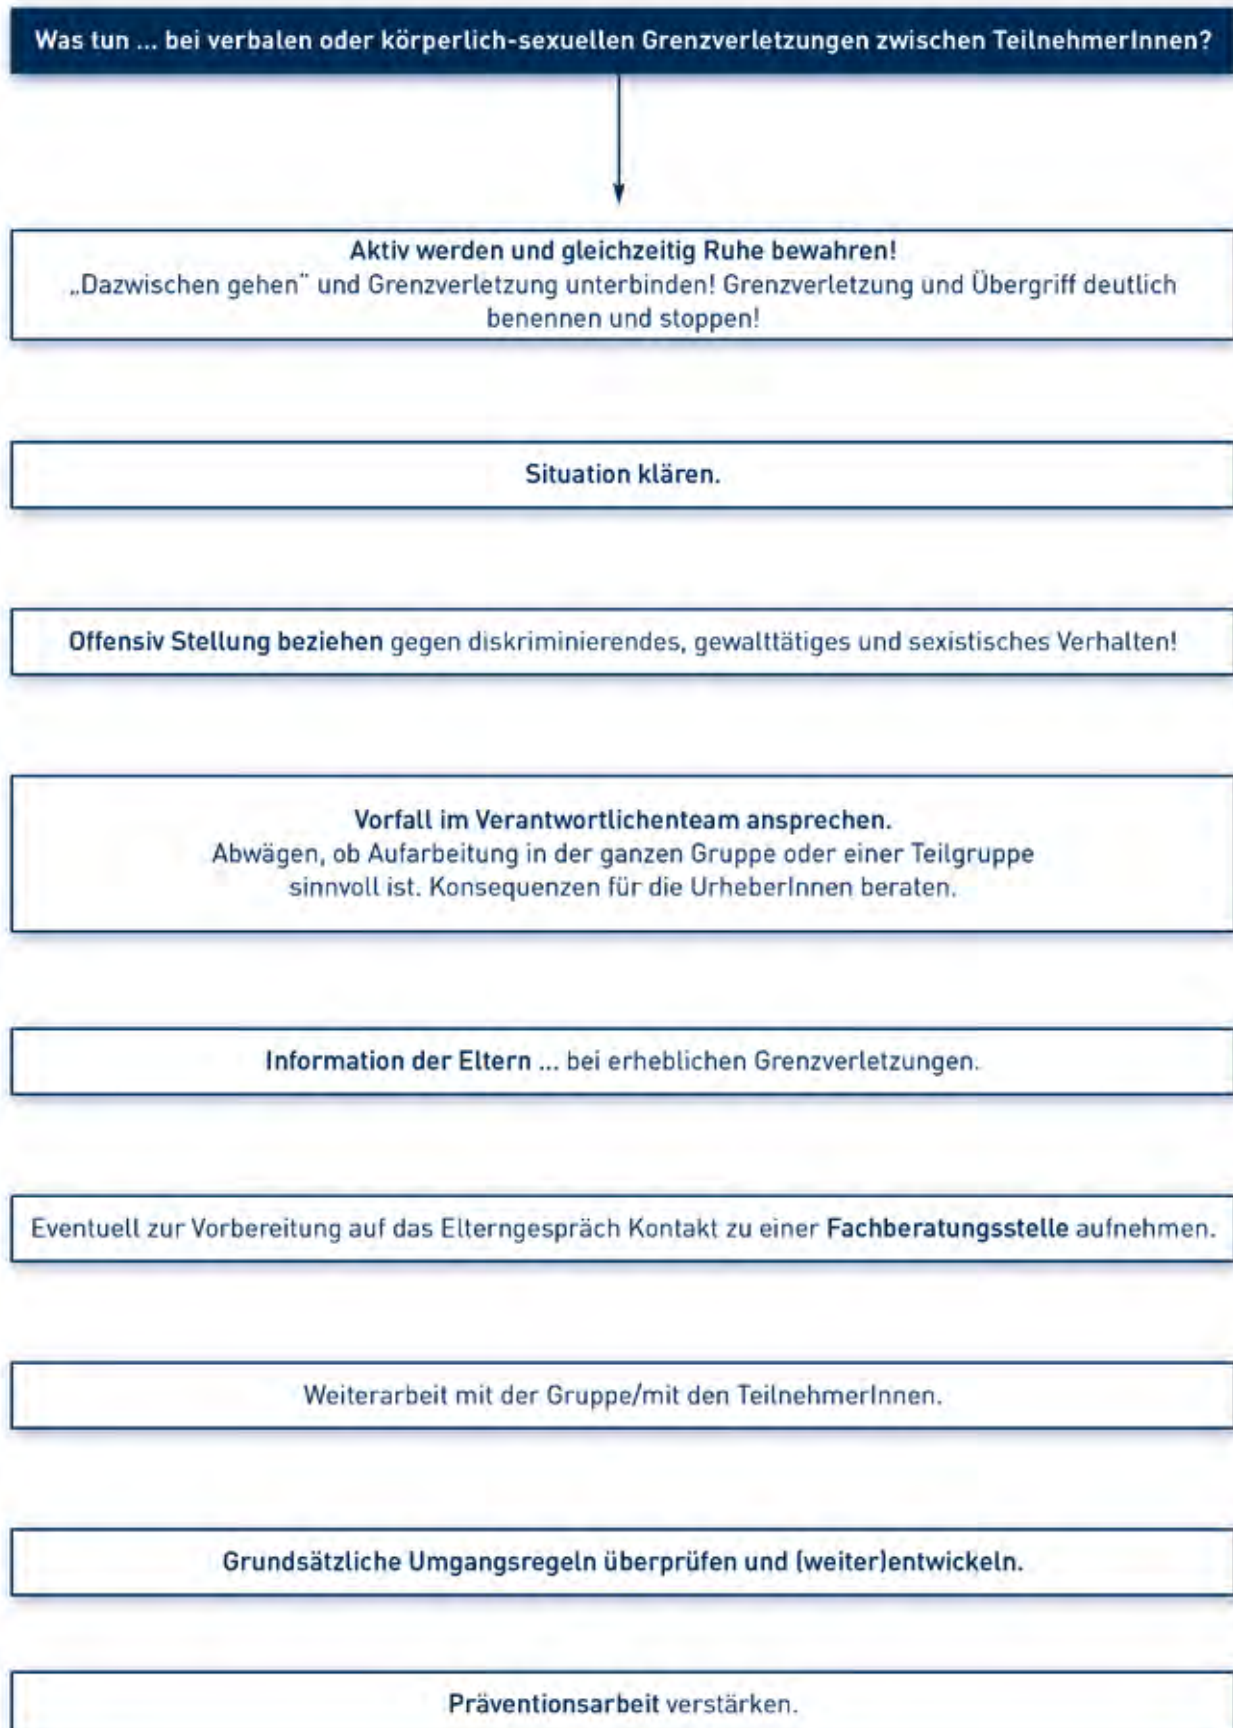 Was tun ... bei verbalen oder körperlich-sexuellen Grenzverletzungen zwischen TeilnehmerInnen?
Aktiv werden und gleichzeitig Ruhe bewahren!
„Dazwischen gehen“ und Grenzverletzung unterbinden! Grenzverletzung und Übergriff deutlich
benennen und stoppen!
Situation klären.
Offensiv Stellung beziehen gegen diskriminierendes, gewalttätiges und sexistisches Verhalten!
Vorfall im Verantwortlichenteam ansprechen.
Abwägen, ob Aufarbeitung in der ganzen Gruppe oder einer Teilgruppe
sinnvoll ist. Konsequenzen für die UrheberInnen beraten.
Information der Eltern ... bei erheblichen Grenzverletzungen.
Eventuell zur Vorbereitung auf das Elterngespräch Kontakt zu einer Fachberatungsstelle aufnehmen.
Weiterarbeit mit der Gruppe/mit den TeilnehmerInnen.
Grundsätzliche Umgangsregeln überprüfen und (weiter)entwickeln.
Präventionsarbeit verstärken.